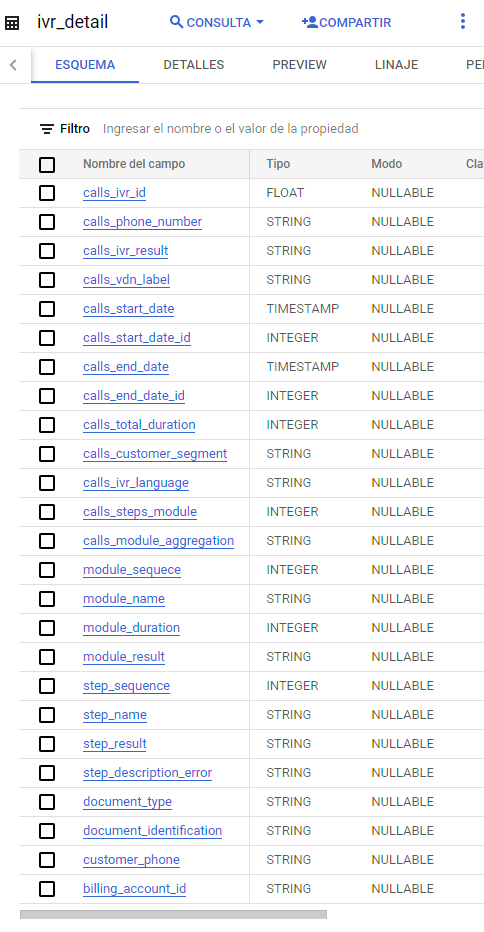 ivr_detail CONSULTA COMPARTIR
ESQUEMA DETALLES PREVIEW LINAJE PE
Filtro Ingresar el nombre o el valor de la propiedad
Nombre del campo Tipo Modo Cla
calls_ivr_id FLOAT NULLABLE
calls_phone_number STRING NULLABLE
calls_ivr_result STRING NULLABLE
calls_vdn_label STRING NULLABLE
calls_start_date TIMESTAMP NULLABLE
calls_start_date_id INTEGER NULLABLE
calls_end_date TIMESTAMP NULLABLE
calls_end_date_id INTEGER NULLABLE
calls_total_duration INTEGER NULLABLE
calls_customer_segment STRING NULLABLE
calls_ivr_language STRING NULLABLE
calls_steps_module INTEGER NULLABLE
calls_module_aggregation STRING NULLABLE
module_sequece INTEGER NULLABLE
module_name STRING NULLABLE
module_duration INTEGER NULLABLE
module_result STRING NULLABLE
step_sequence INTEGER NULLABLE
step_name STRING NULLABLE
step_result STRING NULLABLE
step_description_error STRING NULLABLE
document_type STRING NULLABLE
document_identification STRING NULLABLE
customer_phone STRING NULLABLE
billing_account_id STRING NULLABLE